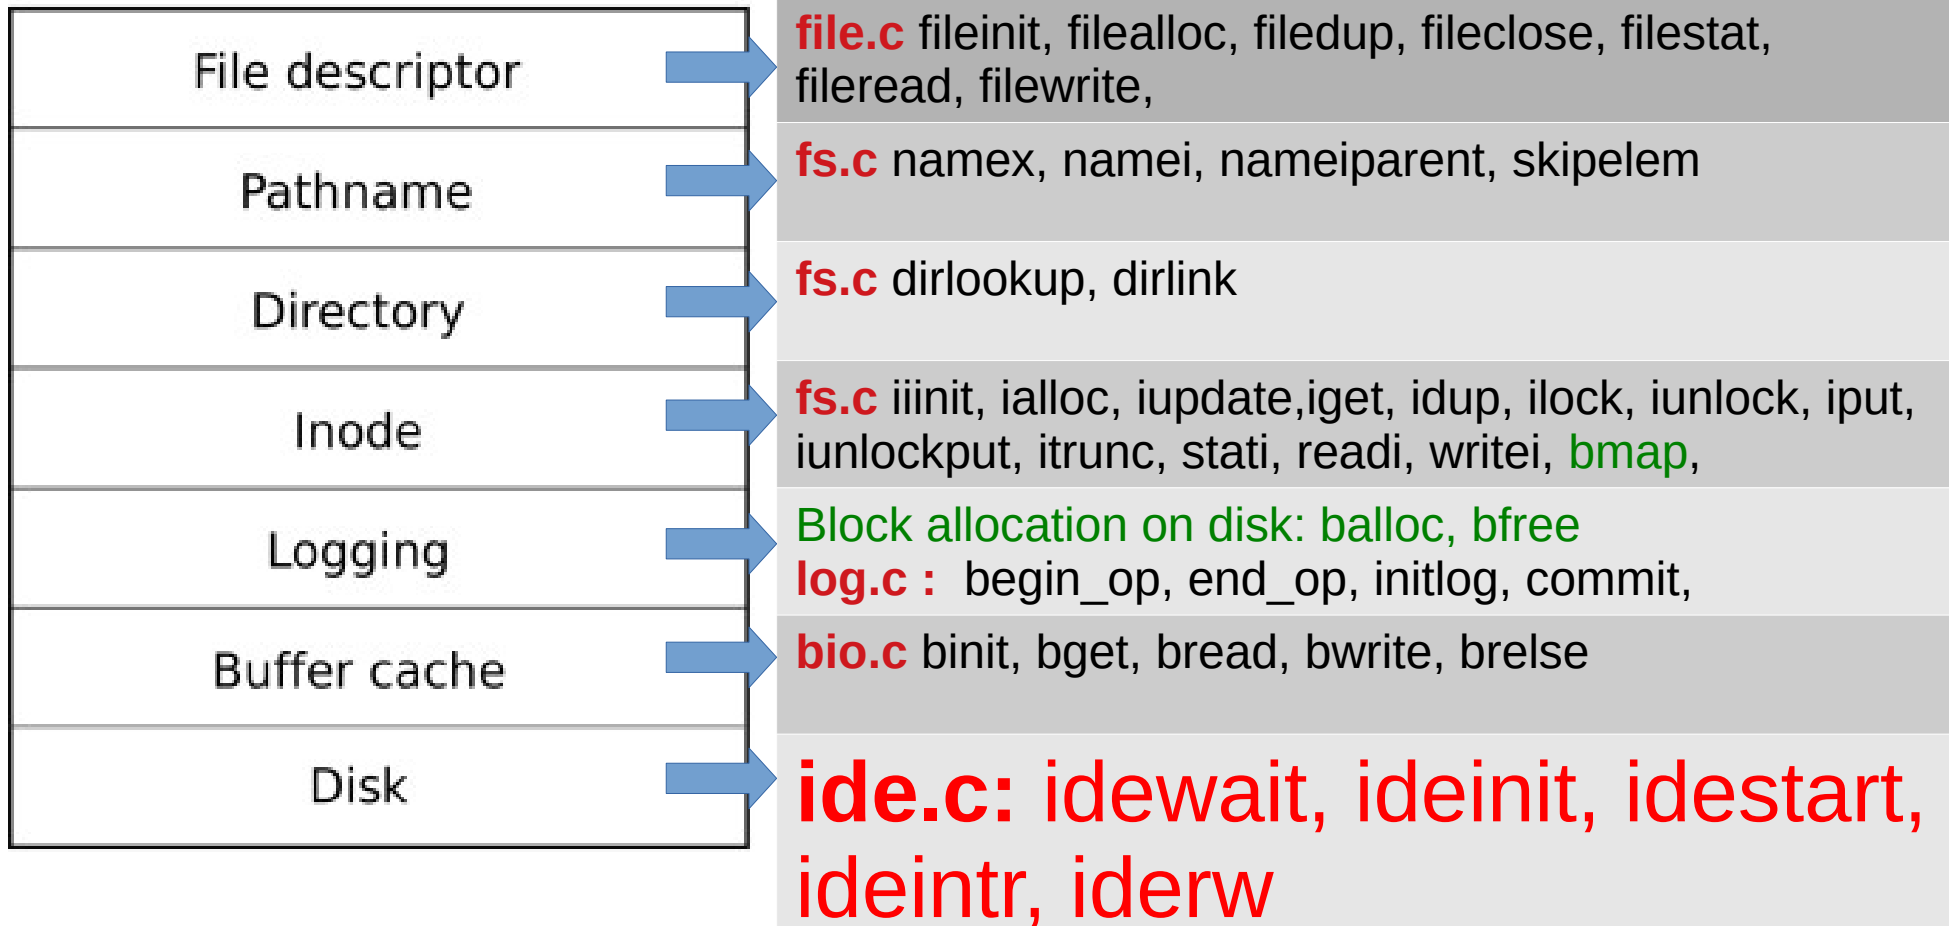 File descriptor
file.c fileinit, filealloc, filedup, fileclose, filestat,
fileread, filewrite,
Pathname
fs.c namex, namei, nameiparent, skipelem
Directory
fs.c dirlookup, dirlink
Inode
fs.c iiinit, ialloc, iupdate,iget, idup, ilock, iunlock, iput,
iunlockput, itrunc, stati, readi, writei, bmap,
Logging
Block allocation on disk: balloc, bfree
log.c :  begin_op, end_op, initlog, commit,
Buffer cache
bio.c binit, bget, bread, bwrite, brelse
Disk
ide.c: idewait, ideinit, idestart,
ideintr, iderw